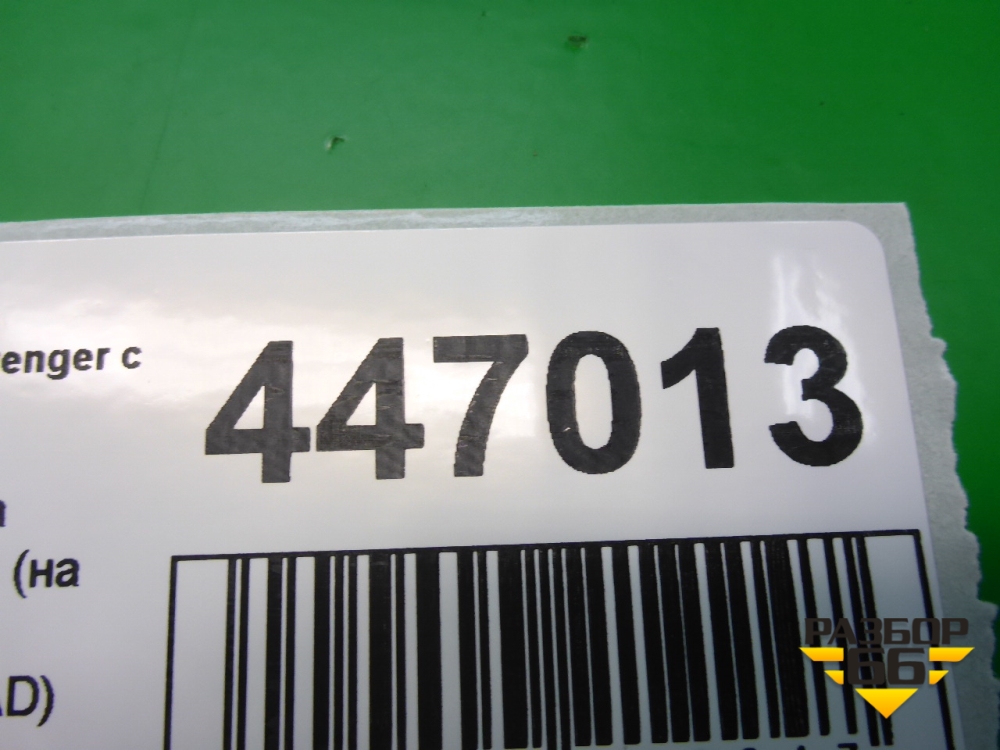 enger c
447013
(на
AD)
РАЗБОР
66